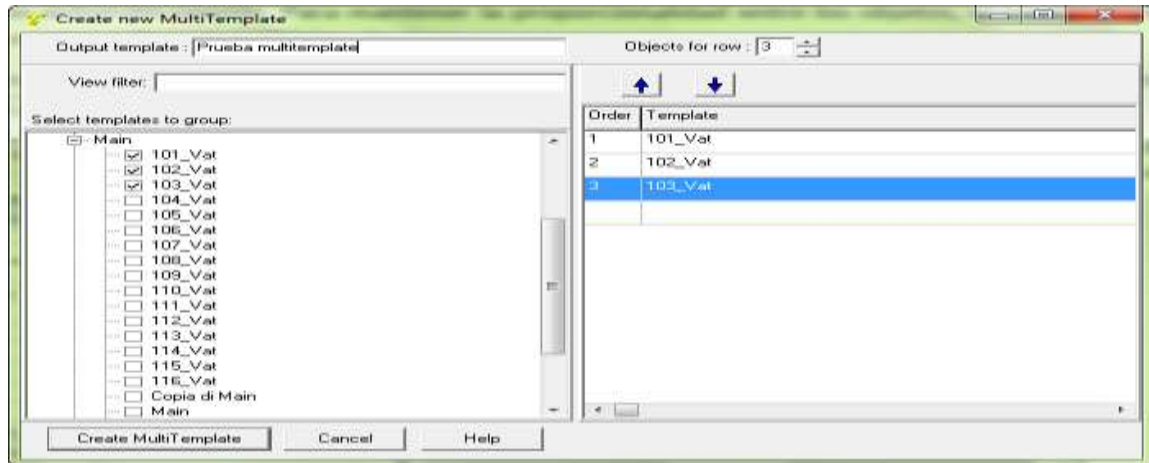 Create new MultiTemplate
Output template : Prueba multitemplate
Objects for row : 3
View filter:
Select templates to group:
Main
101_Vat
102_Vat
103_Vat
104_Vat
105_Vat
106_Vat
107_Vat
108_Vat
109_Vat
110_Vat
111_Vat
112_Vat
113_Vat
114_Vat
115_Vat
116_Vat
Copia di Main
Main
Order Template
1 101_Vat
2 102_Vat
3 103_Vat
Create MultiTemplate Cancel Help